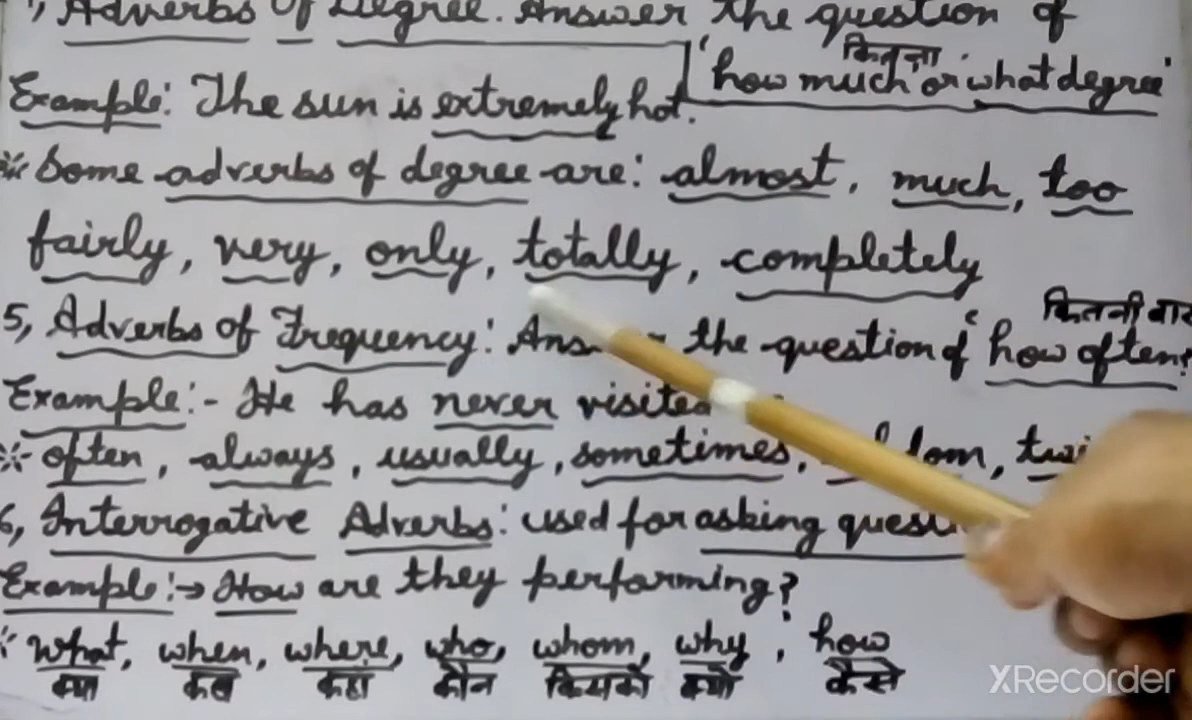 Adverbs of Degree. Answer the question of
कितना
'how much' or 'what degree'
Example: The sun is extremely hot.
* Some adverbs of degree are: almost, much, too
fairly, very, only, totally, completely
कितनी बार
5, Adverbs of Frequency: the question of 'how often?
Example:- He has never visited
* often, always, usually, sometimes,
6, Interrogative Adverbs: used for asking
Example:→ How are they performing?
* What, when, where, who, whom, why, how
क्या कब कहाँ कौन किसको क्यों कैसे
XRecorder